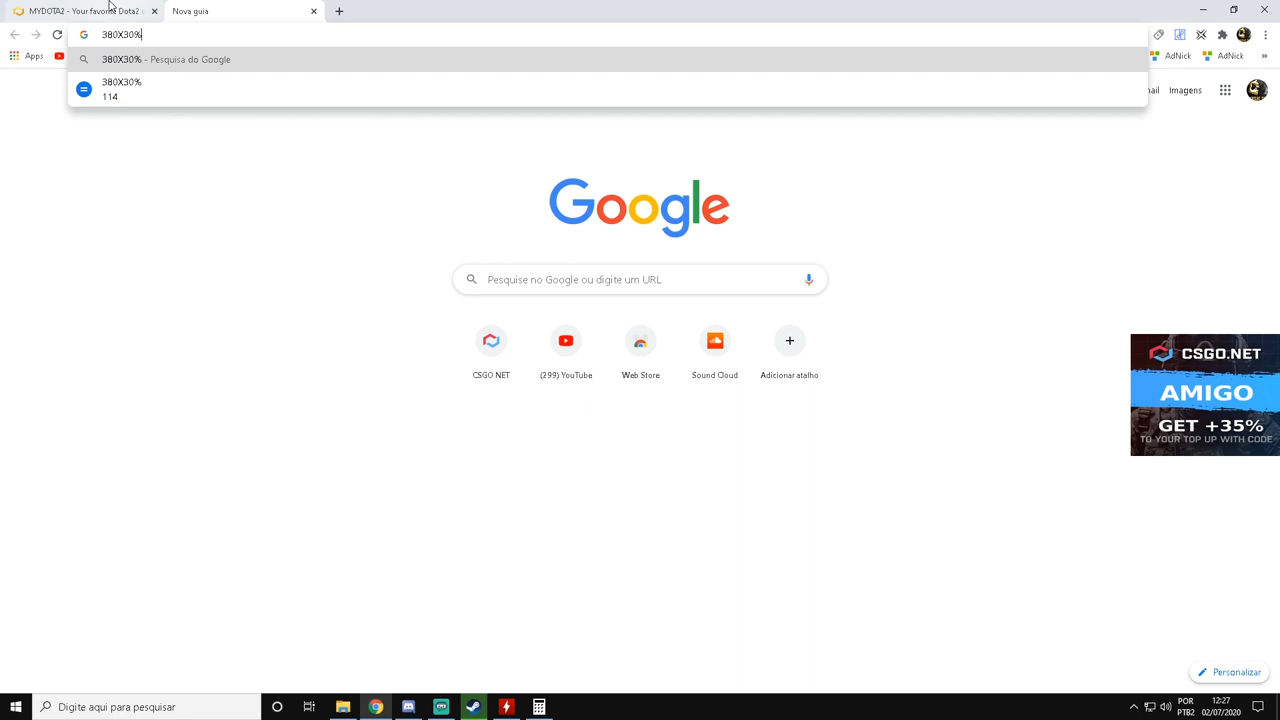 MYDOTA2 - Your favorite Dota2
Nova guia
380X30%
Apps
AdNick
AdNick
»
380X30% - Pesquisa do Google
380X30%
114
Imagens
Google
Pesquise no Google ou digite um URL
CSGO NET
(299) YouTube
Web Store
Sound Cloud
Adicionar atalho
CSGO.NET
AMIGO
GET +35%
TO YOUR TOP UP WITH CODE
Personalizar
Digite aqui para pesquisar
POR
PTB2
12:27
02/07/2020